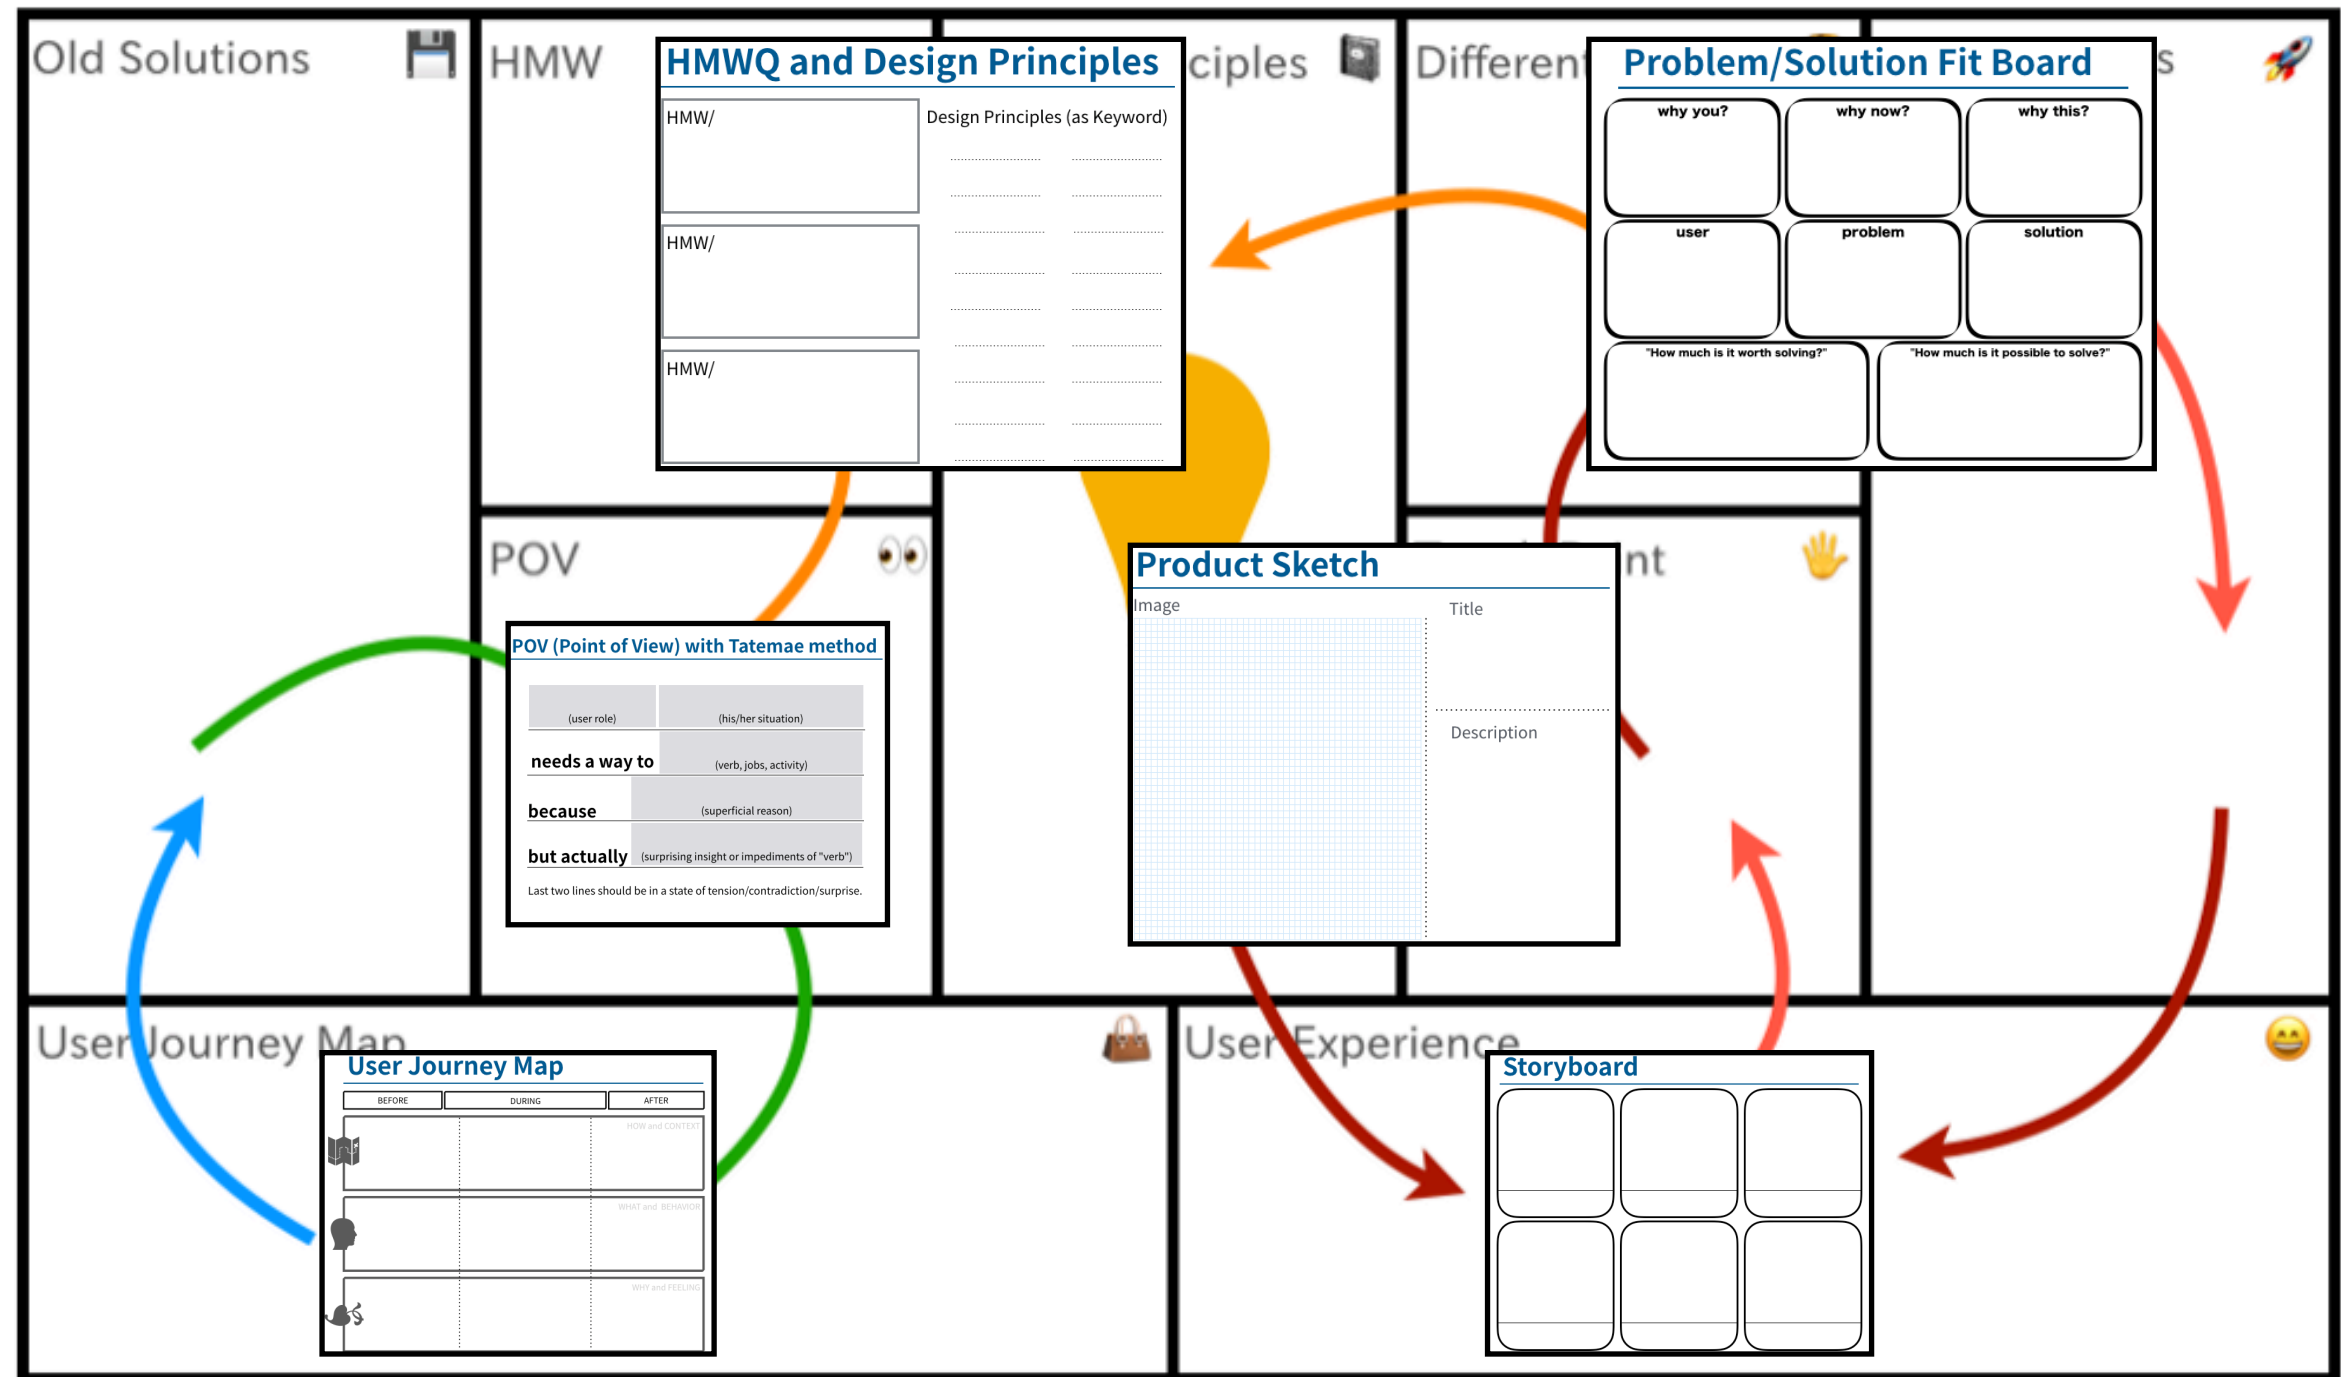 Old Solutions
HMW
ciples
Different
s
HMWQ and Design Principles
HMW/
HMW/
HMW/
Design Principles (as Keyword)
Problem/Solution Fit Board
why you?
why now?
why this?
user
problem
solution
"How much is it worth solving?"
"How much is it possible to solve?"
POV
nt
POV (Point of View) with Tatemae method
(user role)
(his/her situation)
needs a way to
(verb, jobs, activity)
because
(superficial reason)
but actually
(surprising insight or impediments of "verb")
Last two lines should be in a state of tension/contradiction/surprise.
Product Sketch
Image
Title
Description
User Journey Map
User Journey Map
BEFORE
DURING
AFTER
HOW and CONTEXT
WHAT and BEHAVIOR
WHY and FEELING
User Experience
Storyboard